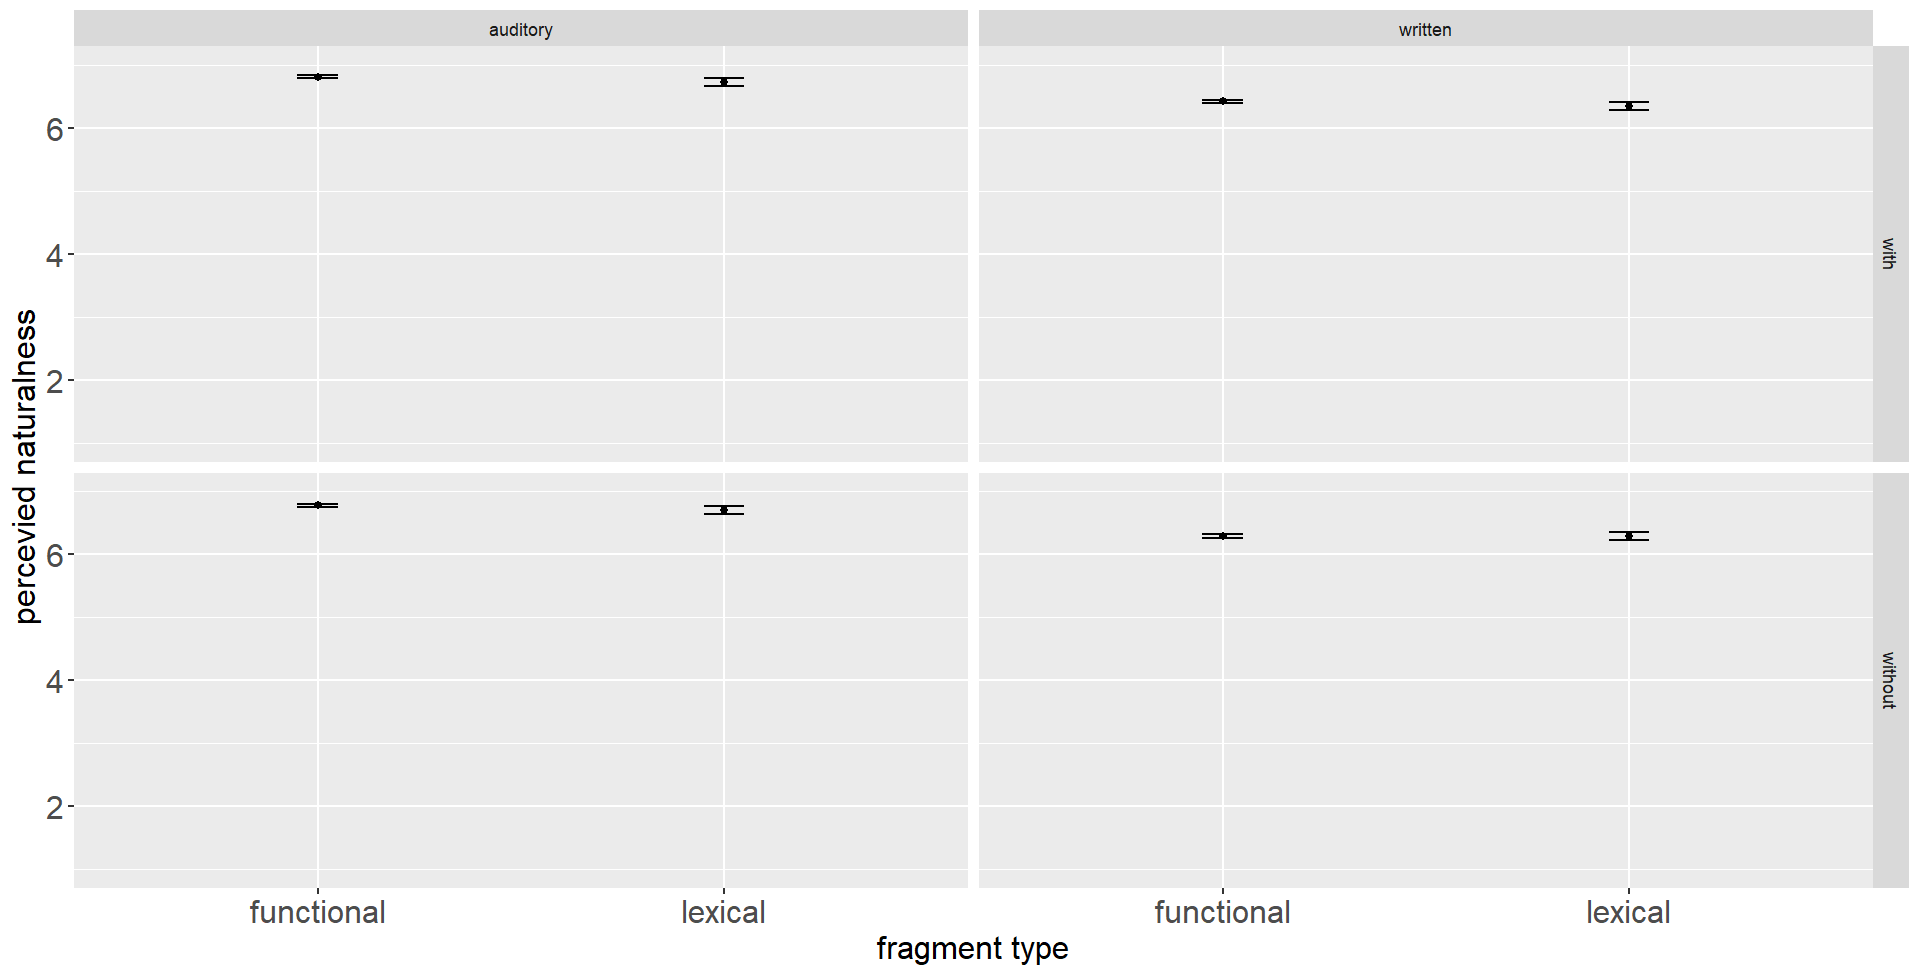 auditory
written
6
4
2
with
percevied naturalness
6
4
2
without
functional
lexical
functional
lexical
fragment type